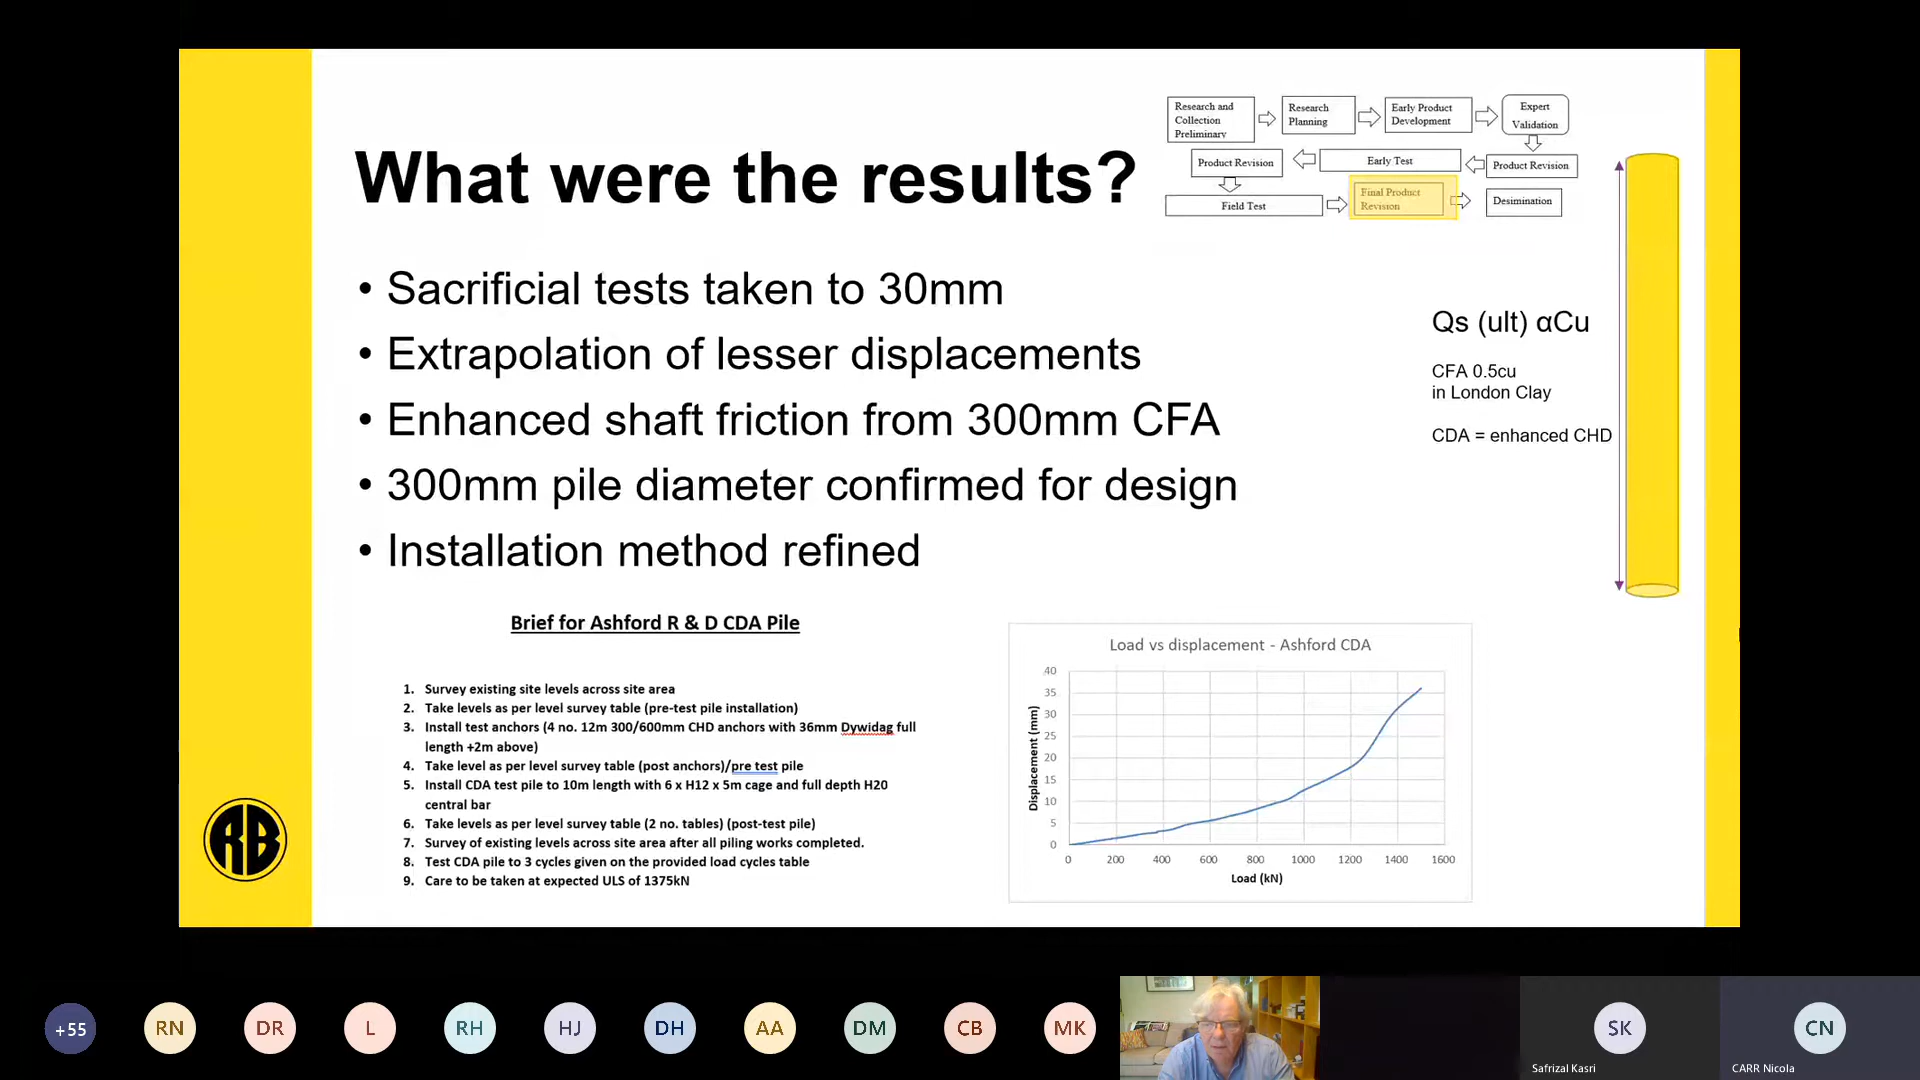 What were the results?
• Sacrificial tests taken to 30mm
• Extrapolation of lesser displacements
• Enhanced shaft friction from 300mm CFA
• 300mm pile diameter confirmed for design
• Installation method refined
Research and
Collection
Preliminary
Research
Planning
Early Product
Development
Expert
Validation
Product Revision
Early Test
Product Revision
Field Test
Final Product
Revision
Desimination
Qs (ult) αCu
CFA 0.5cu
in London Clay
CDA = enhanced CHD
Brief for Ashford R & D CDA Pile
1. Survey existing site levels across site area
2. Take levels as per level survey table (pre-test pile installation)
3. Install test anchors (4 no. 12m 300/600mm CHD anchors with 36mm Dywidag full
length +2m above)
4. Take level as per level survey table (post anchors)/pre test pile
5. Install CDA test pile to 10m length with 6 x H12 x 5m cage and full depth H20
central bar
6. Take levels as per level survey table (2 no. tables) (post-test pile)
7. Survey of existing levels across site area after all piling works completed.
8. Test CDA pile to 3 cycles given on the provided load cycles table
9. Care to be taken at expected ULS of 1375kN
Load vs displacement - Ashford CDA
Displacement (mm)
40
35
30
25
20
15
10
5
0
0 200 400 600 800 1000 1200 1400 1600
Load (kN)
RB
+55 RN DR L RH HJ DH AA DM CB MK SK CN
Safrizal Kasri
CARR Nicola